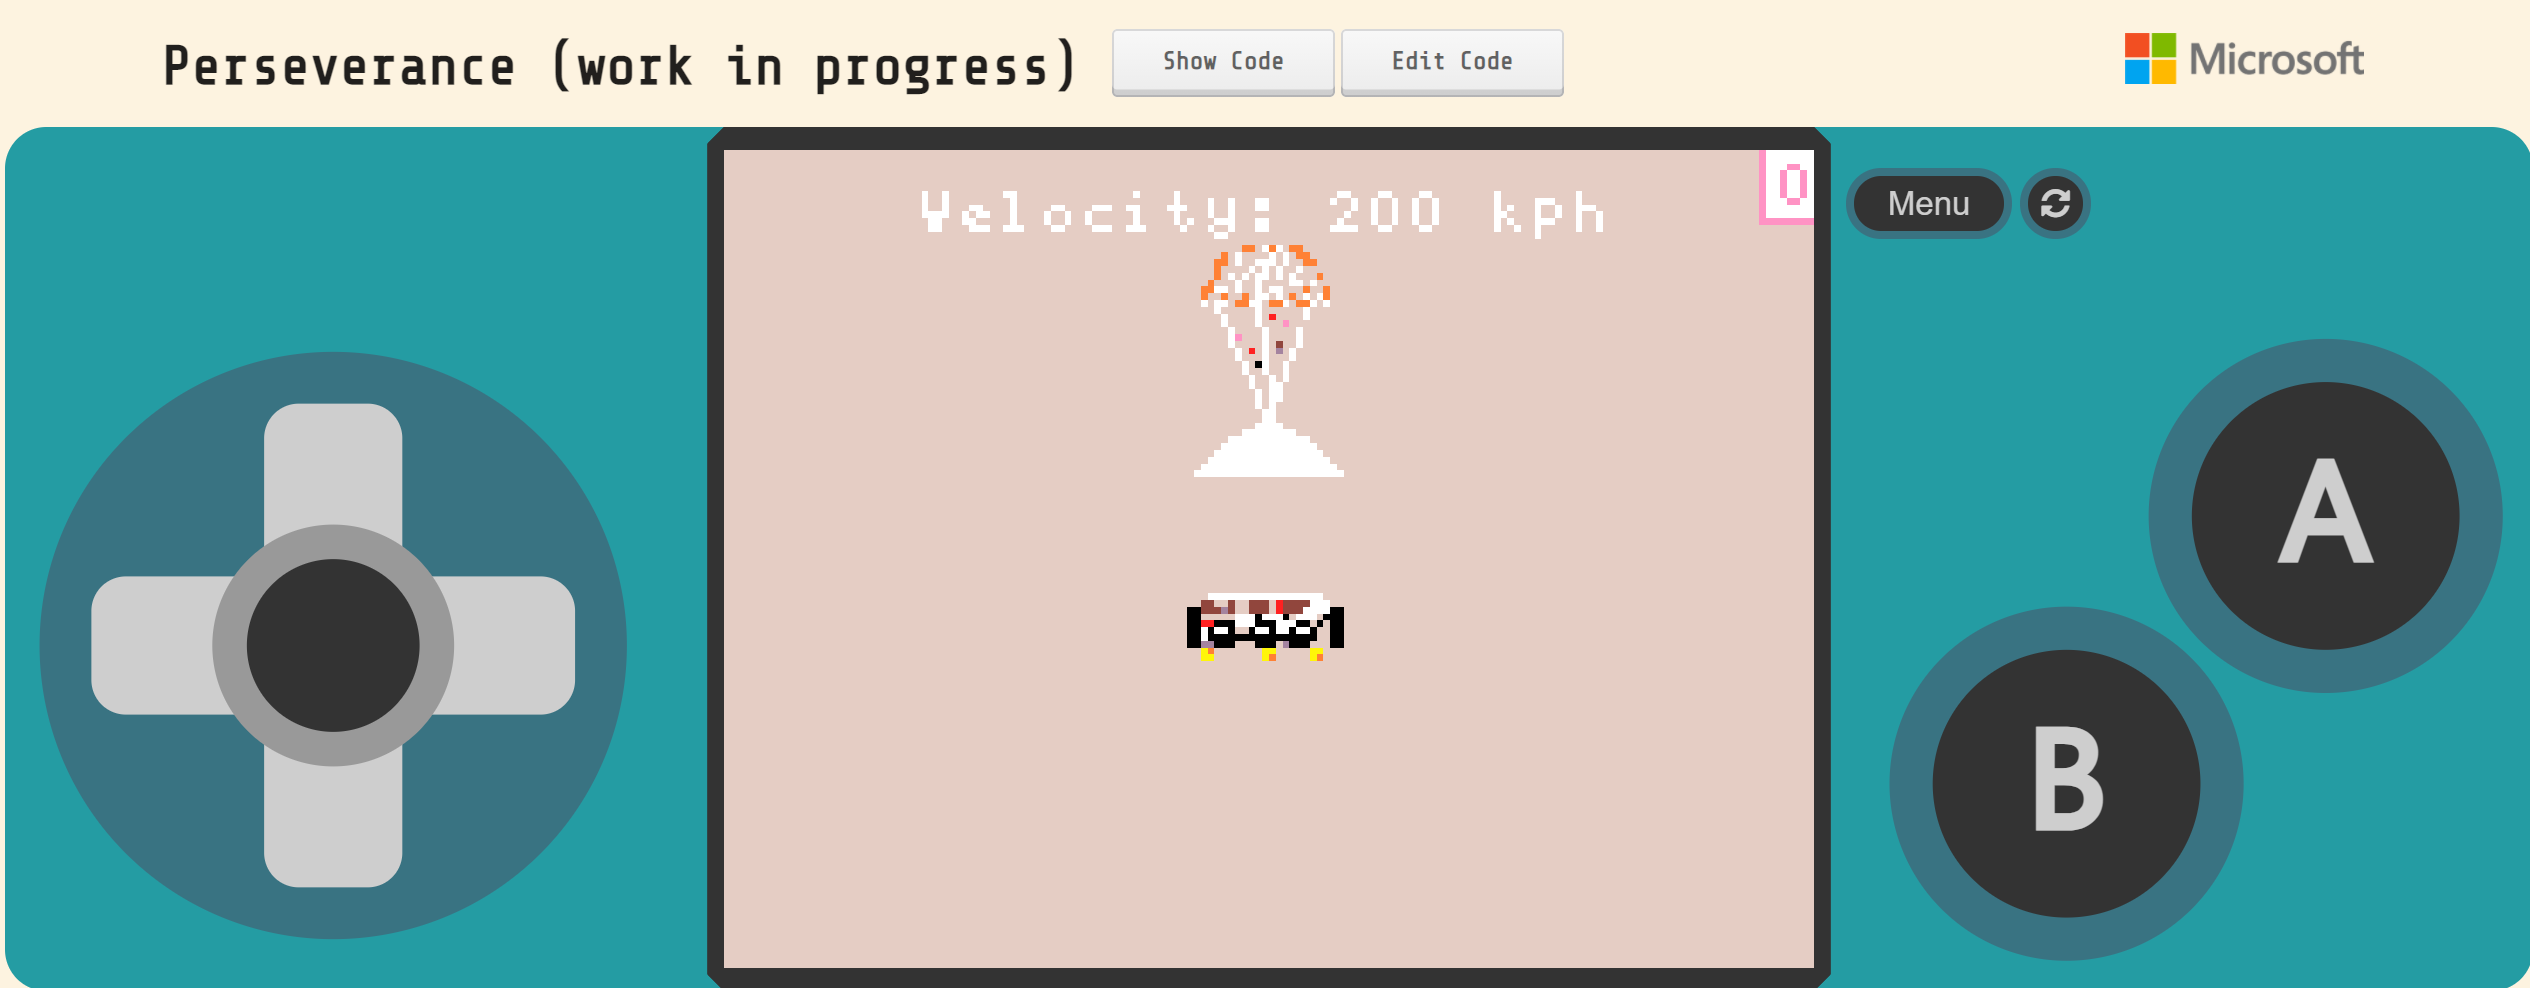 Perseverance (work in progress)
Show Code
Edit Code
Microsoft
0
Velocity: 200 kph
Menu
A
B